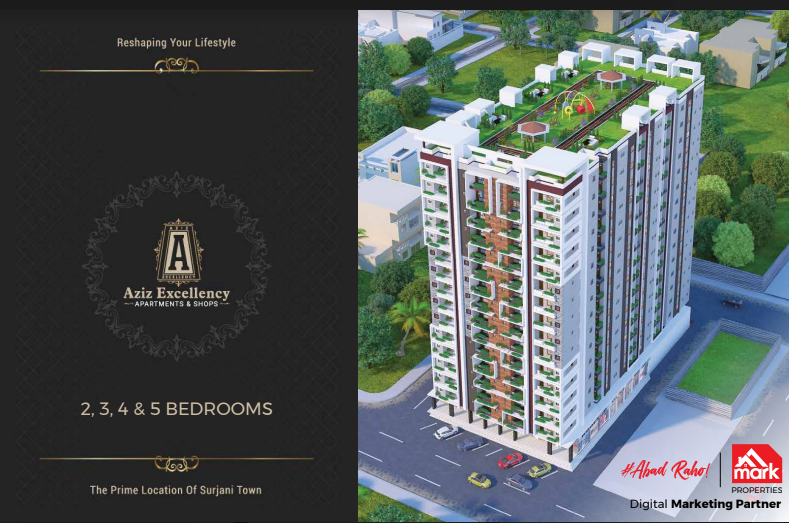 Reshaping Your Lifestyle
AZIZ
A
EXCELLENCY
Aziz Excellency
APARTMENTS & SHOPS
2, 3, 4 & 5 BEDROOMS
The Prime Location Of Surjani Town
#Abad Raho!
mark
PROPERTIES
Digital Marketing Partner